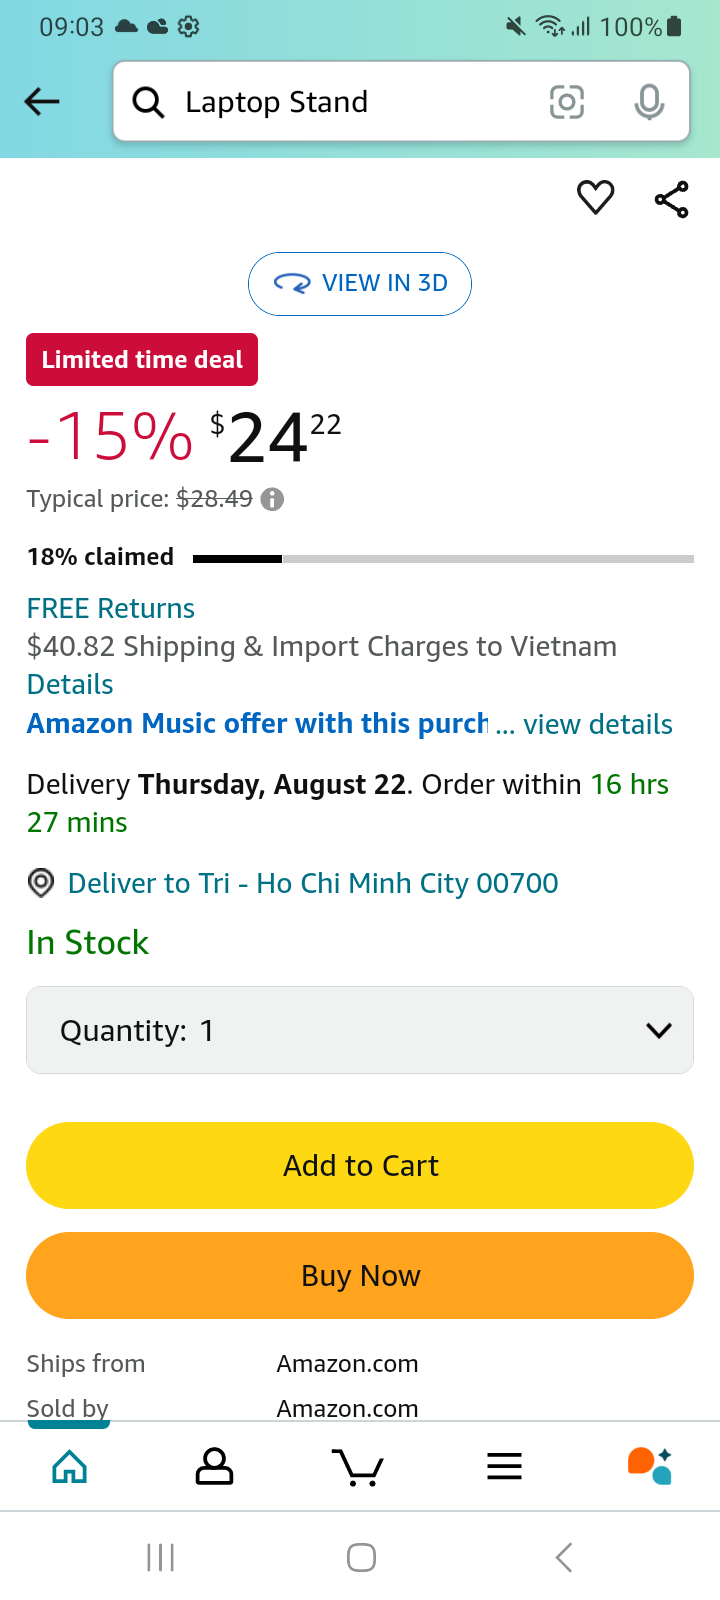 09:03
100%
Laptop Stand
VIEW IN 3D
Limited time deal
-15% $24 22
Typical price: $28.49
18% claimed
FREE Returns
$40.82 Shipping & Import Charges to Vietnam
Details
Amazon Music offer with this purch ... view details
Delivery Thursday, August 22. Order within 16 hrs
27 mins
Deliver to Tri - Ho Chi Minh City 00700
In Stock
Quantity: 1
Add to Cart
Buy Now
Ships from Amazon.com
Sold by Amazon.com